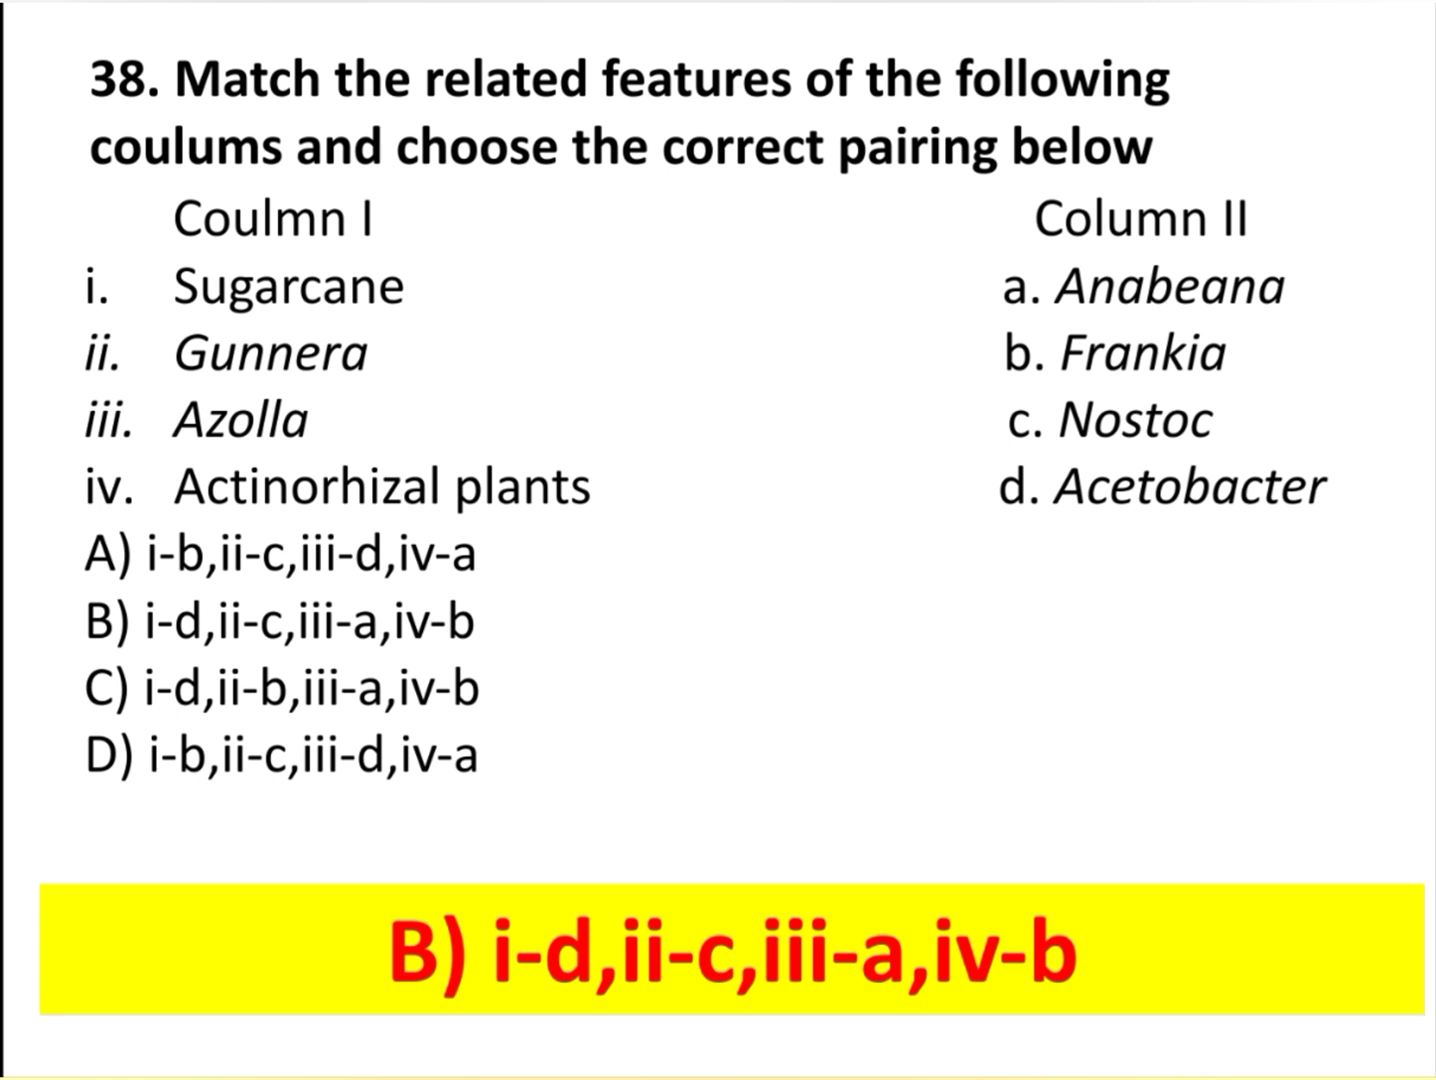 38. Match the related features of the following
coulums and choose the correct pairing below
Coulmn I Column II
i. Sugarcane a. Anabeana
ii. Gunnera b. Frankia
iii. Azolla c. Nostoc
iv. Actinorhizal plants d. Acetobacter
A) i-b,ii-c,iii-d,iv-a
B) i-d,ii-c,iii-a,iv-b
C) i-d,ii-b,iii-a,iv-b
D) i-b,ii-c,iii-d,iv-a
B) i-d,ii-c,iii-a,iv-b